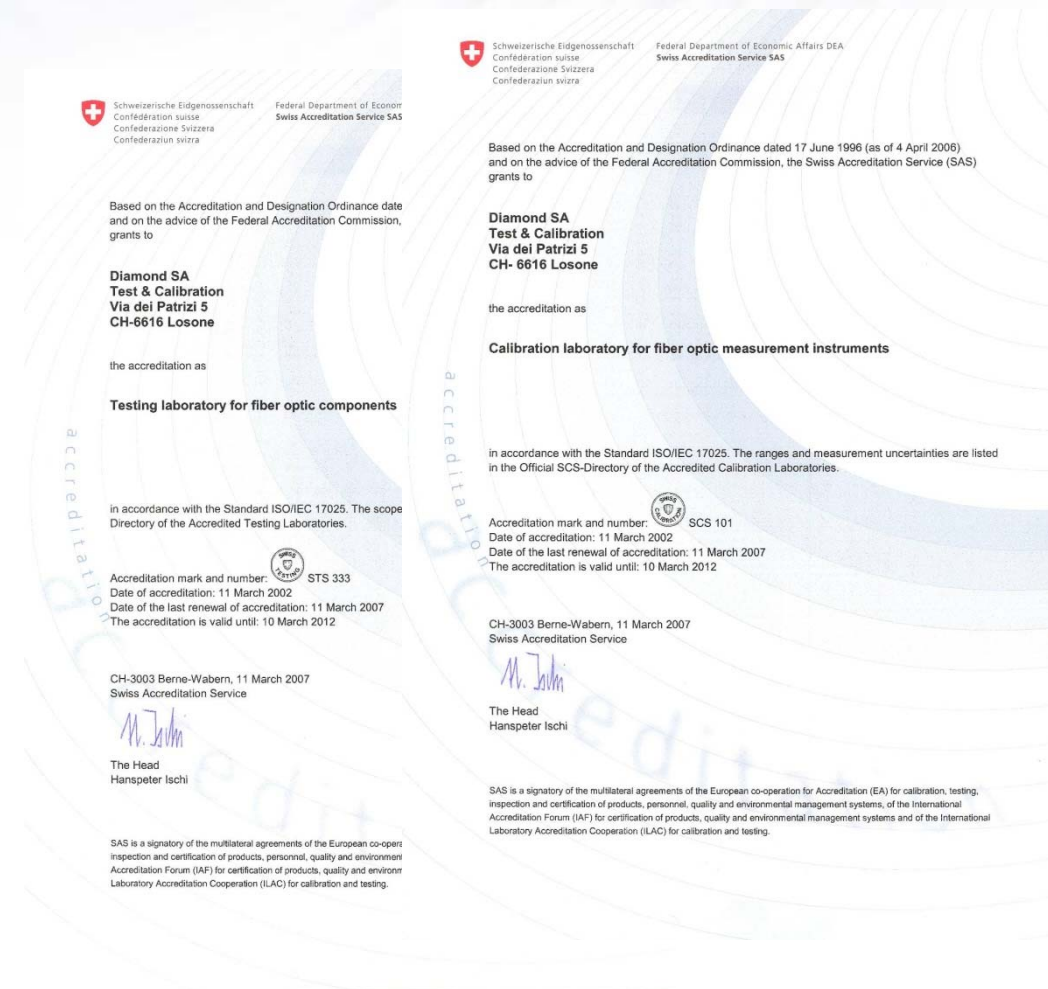 Schweizerische Eidgenossenschaft
Confédération suisse
Confederazione Svizzera
Confederaziun svizra
Federal Department of Econom
Swiss Accreditation Service SAS
Based on the Accreditation and Designation Ordinance date
and on the advice of the Federal Accreditation Commission,
grants to
Diamond SA
Test & Calibration
Via dei Patrizi 5
CH-6616 Losone
the accreditation as
Testing laboratory for fiber optic components
in accordance with the Standard ISO/IEC 17025. The scope
Directory of the Accredited Testing Laboratories.
SWISS TESTING
Accreditation mark and number: STS 333
Date of accreditation: 11 March 2002
Date of the last renewal of accreditation: 11 March 2007
The accreditation is valid until: 10 March 2012
CH-3003 Berne-Wabern, 11 March 2007
Swiss Accreditation Service
The Head
Hanspeter Ischi
SAS is a signatory of the multilateral agreements of the European co-opera
inspection and certification of products, personnel, quality and environment
Accreditation Forum (IAF) for certification of products, quality and environm
Laboratory Accreditation Cooperation (ILAC) for calibration and testing.
accreditation
Schweizerische Eidgenossenschaft
Confédération suisse
Confederazione Svizzera
Confederaziun svizra
Federal Department of Economic Affairs DEA
Swiss Accreditation Service SAS
Based on the Accreditation and Designation Ordinance dated 17 June 1996 (as of 4 April 2006)
and on the advice of the Federal Accreditation Commission, the Swiss Accreditation Service (SAS)
grants to
Diamond SA
Test & Calibration
Via dei Patrizi 5
CH- 6616 Losone
the accreditation as
Calibration laboratory for fiber optic measurement instruments
in accordance with the Standard ISO/IEC 17025. The ranges and measurement uncertainties are listed
in the Official SCS-Directory of the Accredited Calibration Laboratories.
SWISS CALIBRATION
Accreditation mark and number: SCS 101
Date of accreditation: 11 March 2002
Date of the last renewal of accreditation: 11 March 2007
The accreditation is valid until: 10 March 2012
CH-3003 Berne-Wabern, 11 March 2007
Swiss Accreditation Service
The Head
Hanspeter Ischi
SAS is a signatory of the multilateral agreements of the European co-operation for Accreditation (EA) for calibration, testing,
inspection and certification of products, personnel, quality and environmental management systems, of the International
Accreditation Forum (IAF) for certification of products, quality and environmental management systems and of the International
Laboratory Accreditation Cooperation (ILAC) for calibration and testing.
accreditation